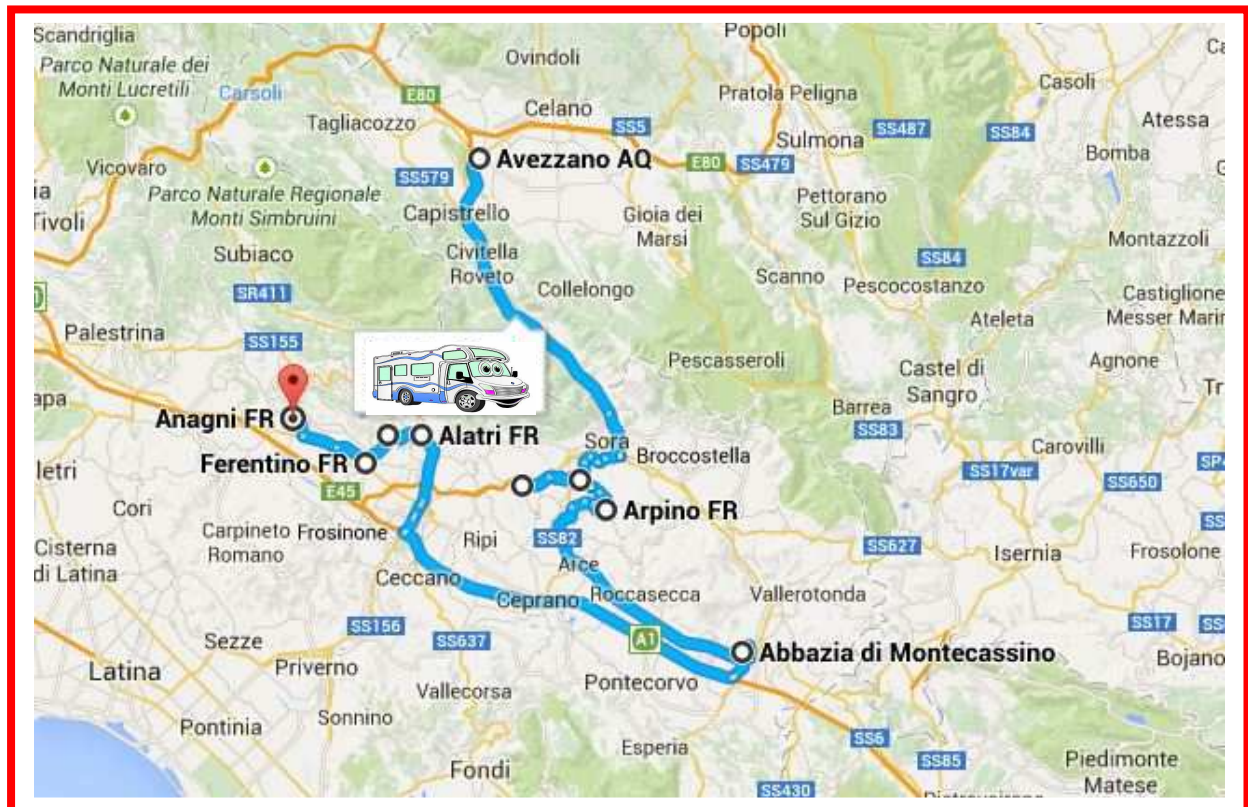 Scandriglia
Popoli
Parco Naturale dei
Monti Lucretili
Ovindoli
Casoli
Carsoli
E80
Celano
Pratola Peligna
Tagliacozzo
SS5
Sulmona
SS487
SS84
Atessa
Vicovaro
SS579
Avezzano AQ
E80
SS479
Bomba
Parco Naturale Regionale
Monti Simbruini
Tivoli
Capistrello
Gioia dei
Marsi
Pettorano
Sul Gizio
Subiaco
Civitella
Roveto
SS84
Montazzoli
SR411
Collelongo
Scanno
Pescocostanzo
Castiglione
Messer Marin
Palestrina
SS155
Ateleta
Pescasseroli
Castel di
Sangro
Agnone
Anagni FR
Alatri FR
Barrea
SS83
Ferentino FR
Sora
Broccostella
Carovilli
SS17var
SS650
E45
Cori
Arpino FR
Carpineto
Romano
Frosinone
Ripi
SS82
SS627
Isernia
Frosolone
Cisterna
di Latina
Arce
Ceccano
Ceprano
Roccasecca
Vallerotonda
SS156
SS637
A1
SS17
Sezze
Priverno
Abbazia di Montecassino
Bojano
Latina
Vallecorsa
Pontecorvo
Pontinia
Sonnino
Esperia
SS6
SS85
Piedimonte
Matese
Fondi
SS430